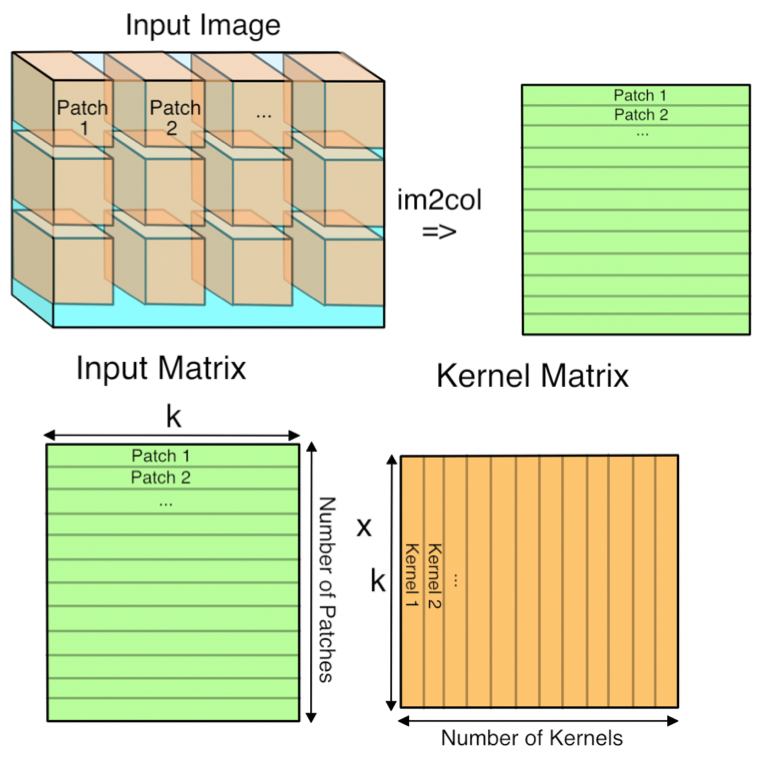 Input Image
Patch
1
Patch
2
...
im2col
=>
Patch 1
Patch 2
...
Input Matrix
k
Patch 1
Patch 2
...
Number of Patches
Kernel Matrix
x
k
Kernel 1
Kernel 2
...
Number of Kernels